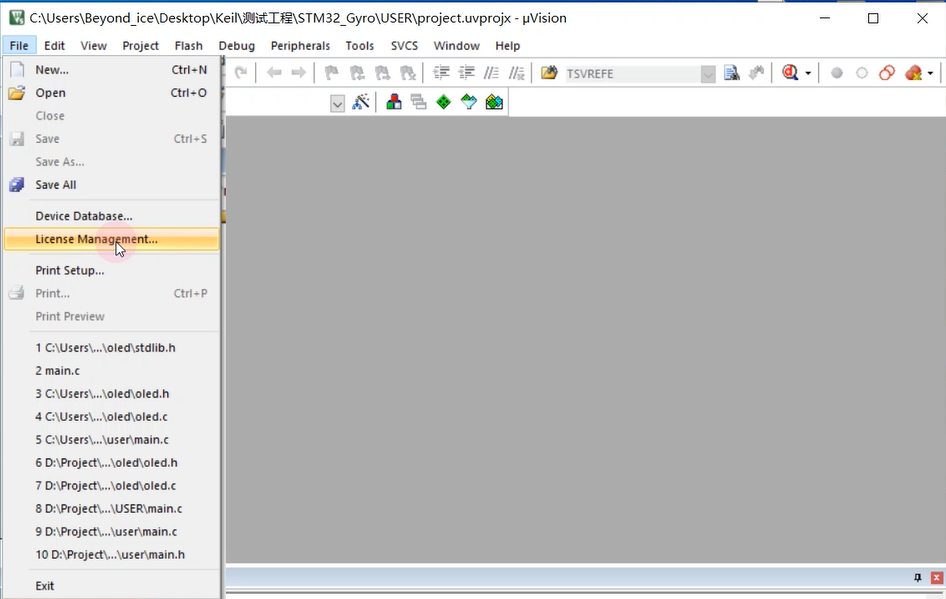 C:\Users\Beyond_ice\Desktop\Keil\测试工程\STM32_Gyro\USER\project.uvprojx - µVision
File Edit View Project Flash Debug Peripherals Tools SVCS Window Help
New... Ctrl+N
TSVREFE
Open Ctrl+O
Close
Save Ctrl+S
Save As...
Save All
Device Database...
License Management...
Print Setup...
Print... Ctrl+P
Print Preview
1 C:\Users\...\oled\stdlib.h
2 main.c
3 C:\Users\...\oled\oled.h
4 C:\Users\...\oled\oled.c
5 C:\Users\...\user\main.c
6 D:\Project\...\oled\oled.h
7 D:\Project\...\oled\oled.c
8 D:\Project\...\USER\main.c
9 D:\Project\...\user\main.c
10 D:\Project\...\user\main.h
Exit